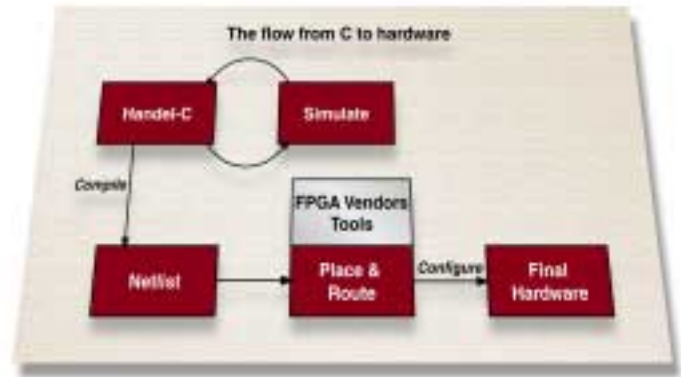 The flow from C to hardware
Handel-C
Simulate
Compile
FPGA Vendors
Tools
Netlist
Place &
Route
Configure
Final
Hardware